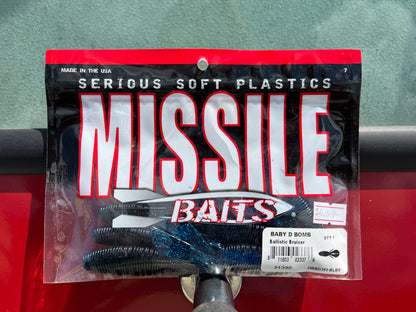 MADE IN THE USA
7
SERIOUS SOFT PLASTICS
MISSILE
BAITS
BABY D BOMB
QTY 7
Ballistic Bruiser
21330